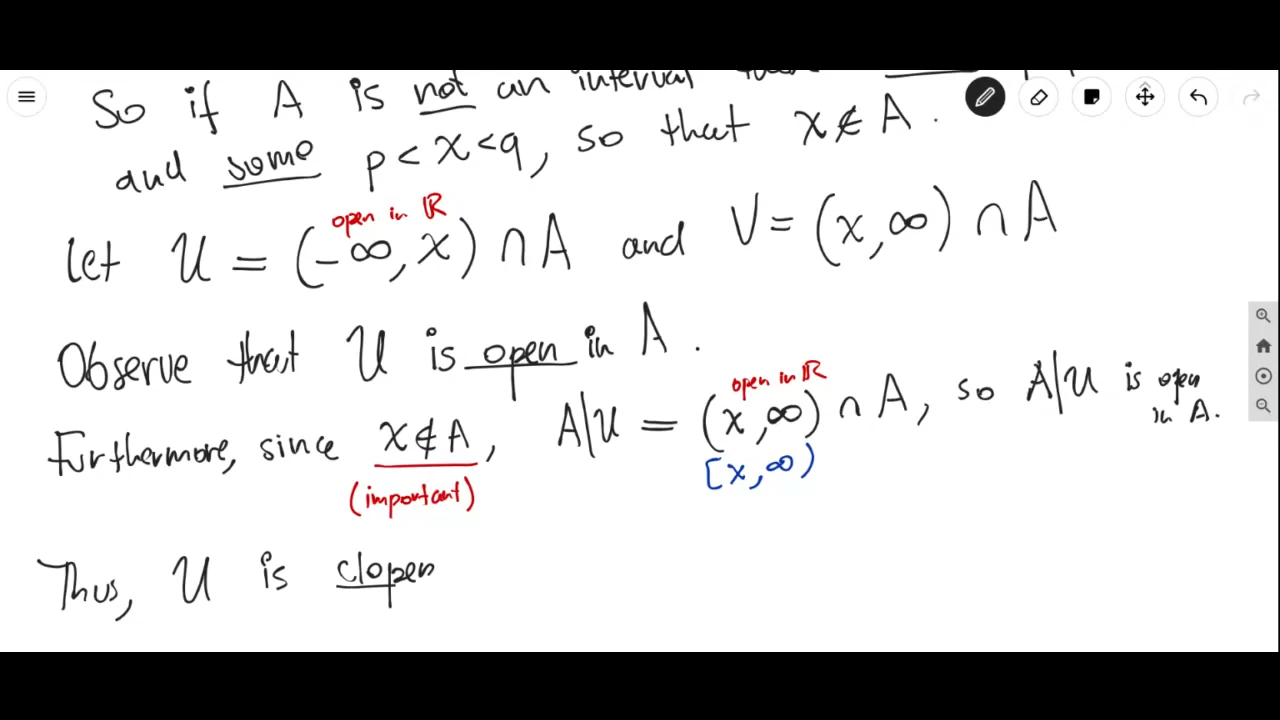 So if A is not an interval
and some p < x < q, so that x ∉ A.
open in ℝ
let U = (-∞, x) ∩ A and V = (x, ∞) ∩ A
Observe that U is open in A.
open in ℝ
Furthermore, since x ∉ A, A|U = (x, ∞) ∩ A, so A|U is open in A.
[x, ∞)
(important)
Thus, U is clopen